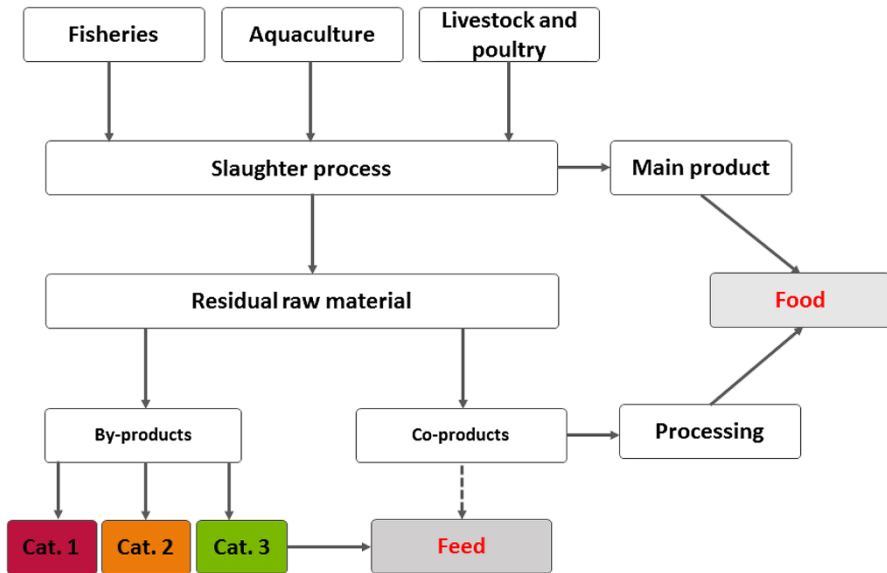 Fisheries
Aquaculture
Livestock and
poultry
Slaughter process
Main product
Residual raw material
Food
By-products
Co-products
Processing
Cat. 1
Cat. 2
Cat. 3
Feed